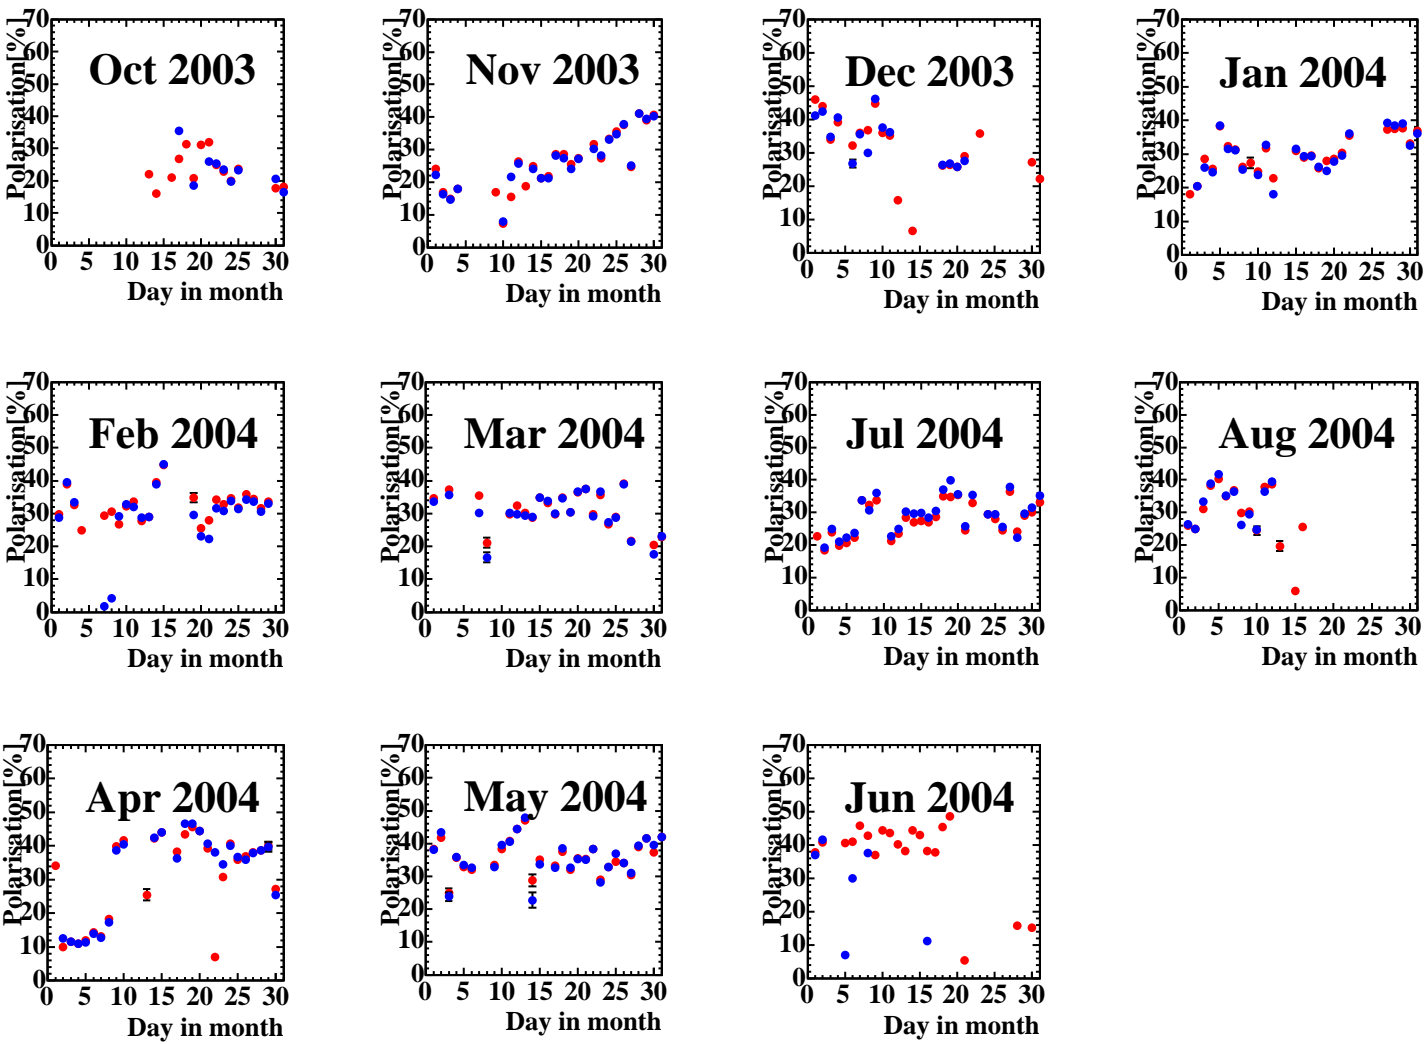 Polarisation[%]
70
60
50
40
30
20
10
0
Oct 2003
0 5 10 15 20 25 30
Day in month
Polarisation[%]
70
60
50
40
30
20
10
0
Nov 2003
0 5 10 15 20 25 30
Day in month
Polarisation[%]
70
60
50
40
30
20
10
0
Dec 2003
0 5 10 15 20 25 30
Day in month
Polarisation[%]
70
60
50
40
30
20
10
0
Jan 2004
0 5 10 15 20 25 30
Day in month
Polarisation[%]
70
60
50
40
30
20
10
0
Feb 2004
0 5 10 15 20 25 30
Day in month
Polarisation[%]
70
60
50
40
30
20
10
0
Mar 2004
0 5 10 15 20 25 30
Day in month
Polarisation[%]
70
60
50
40
30
20
10
0
Jul 2004
0 5 10 15 20 25 30
Day in month
Polarisation[%]
70
60
50
40
30
20
10
0
Aug 2004
0 5 10 15 20 25 30
Day in month
Polarisation[%]
70
60
50
40
30
20
10
0
Apr 2004
0 5 10 15 20 25 30
Day in month
Polarisation[%]
70
60
50
40
30
20
10
0
May 2004
0 5 10 15 20 25 30
Day in month
Polarisation[%]
70
60
50
40
30
20
10
0
Jun 2004
0 5 10 15 20 25 30
Day in month